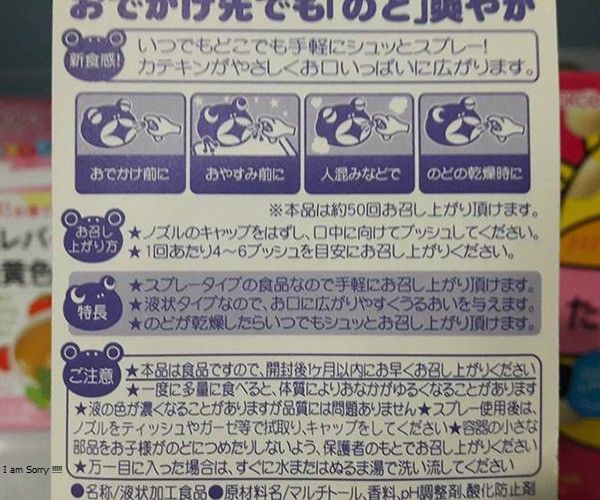 おでかけ先でも「のど」爽やか
新食感!
いつでもどこでも手軽にシュッとスプレー!
カテキンがやさしくお口いっぱいに広がります。
おでかけ前に
おやすみ前に
人混みなどで
のどの乾燥時に
※本品は約50回お召し上がり頂けます。
お召し
上がり方
★ノズルのキャップをはずし、口中に向けてプッシュしてください。
★1回あたり4〜6プッシュを目安にお召し上がりください。
特長
★スプレータイプの食品なので手軽にお召し上がり頂けます。
★液状タイプなので、お口に広がりやすくうるおいを与えます。
★のどが乾燥したらいつでもシュッとお召し上がり頂けます。
ご注意
★本品は食品ですので、開封後1ケ月以内にお早くお召し上がりください
★一度に多量に食べると、体質によりおなかがゆるくなることがあります
★液の色が濃くなることがありますが品質には問題ありません★スプレー使用後は、
ノズルをティッシュやガーゼ等で拭取り、キャップをしてください★容器の小さな
部品をお子様がのどにつめたりしないよう、保護者のもとでお召し上がりください
★万一目に入った場合は、すぐに水またはぬるま湯で洗い流してください
●名称/液状加工食品●原材料名/マルチトール、香料、pH調整剤、酸化防止剤
レバ
黄色
た
I am Sorry !!!!!